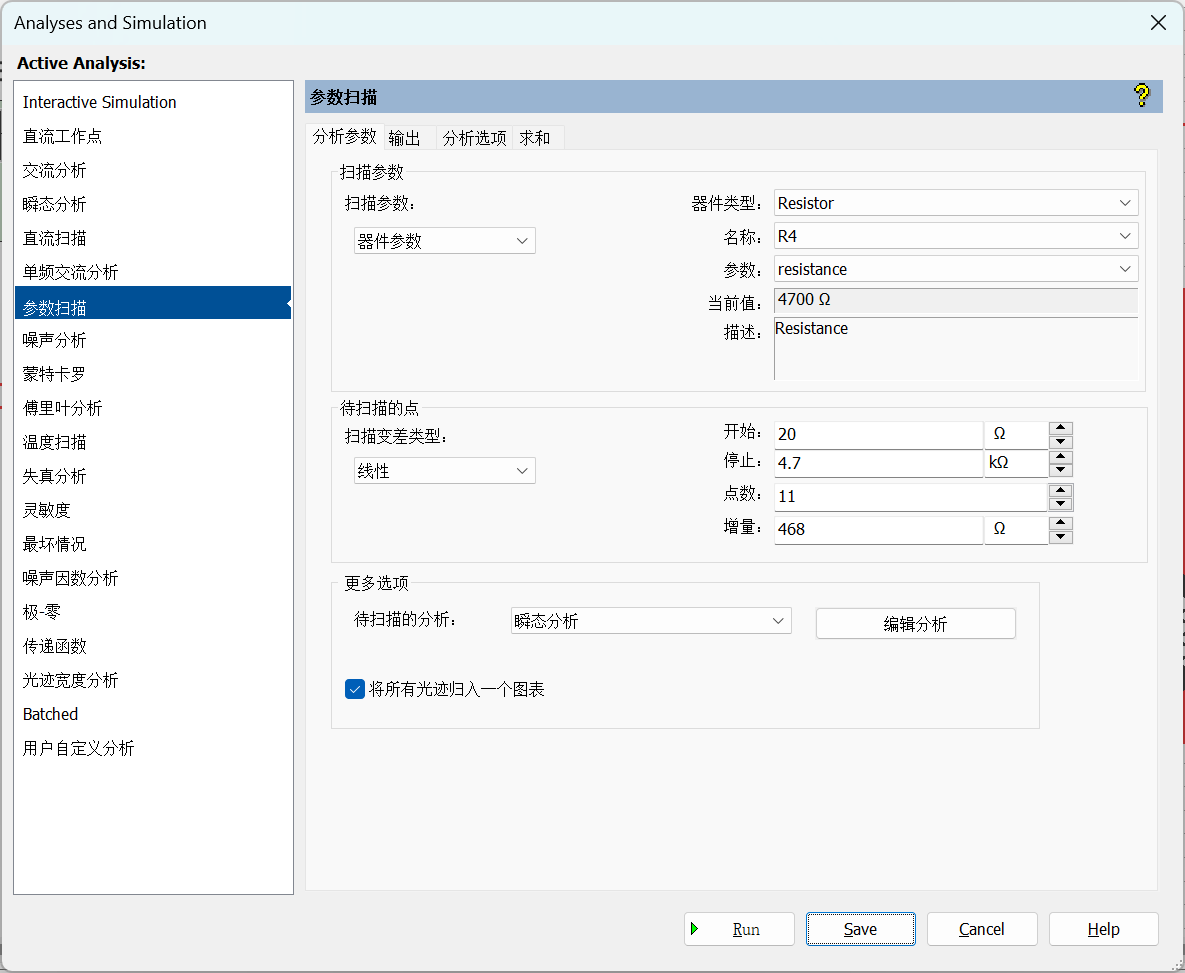 Analyses and Simulation
Active Analysis:
Interactive Simulation
直流工作点
交流分析
瞬态分析
直流扫描
单频交流分析
参数扫描
噪声分析
蒙特卡罗
傅里叶分析
温度扫描
失真分析
灵敏度
最坏情况
噪声因数分析
极-零
传递函数
光迹宽度分析
Batched
用户自定义分析
参数扫描
分析参数 输出 分析选项 求和
扫描参数
扫描参数：
器件参数
器件类型： Resistor
名称： R4
参数： resistance
当前值： 4700 Ω
描述： Resistance
待扫描的点
扫描变差类型：
线性
开始： 20 Ω
停止： 4.7 kΩ
点数： 11
增量： 468 Ω
更多选项
待扫描的分析： 瞬态分析 编辑分析
将所有光迹归入一个图表
Run Save Cancel Help